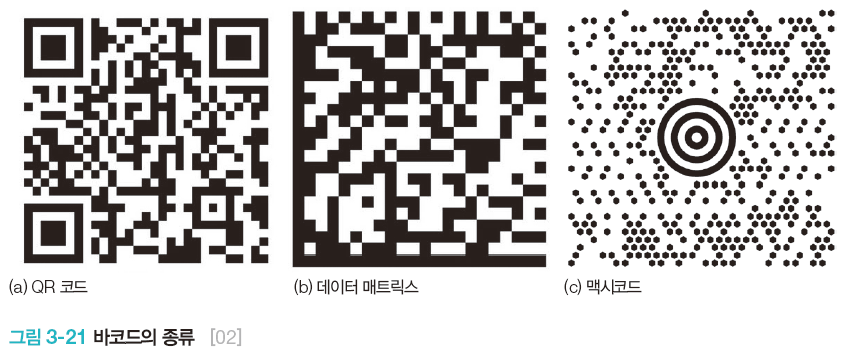 (a) QR 코드
(b) 데이터 매트릭스
(c) 맥시코드
그림 3-21 바코드의 종류 [02]